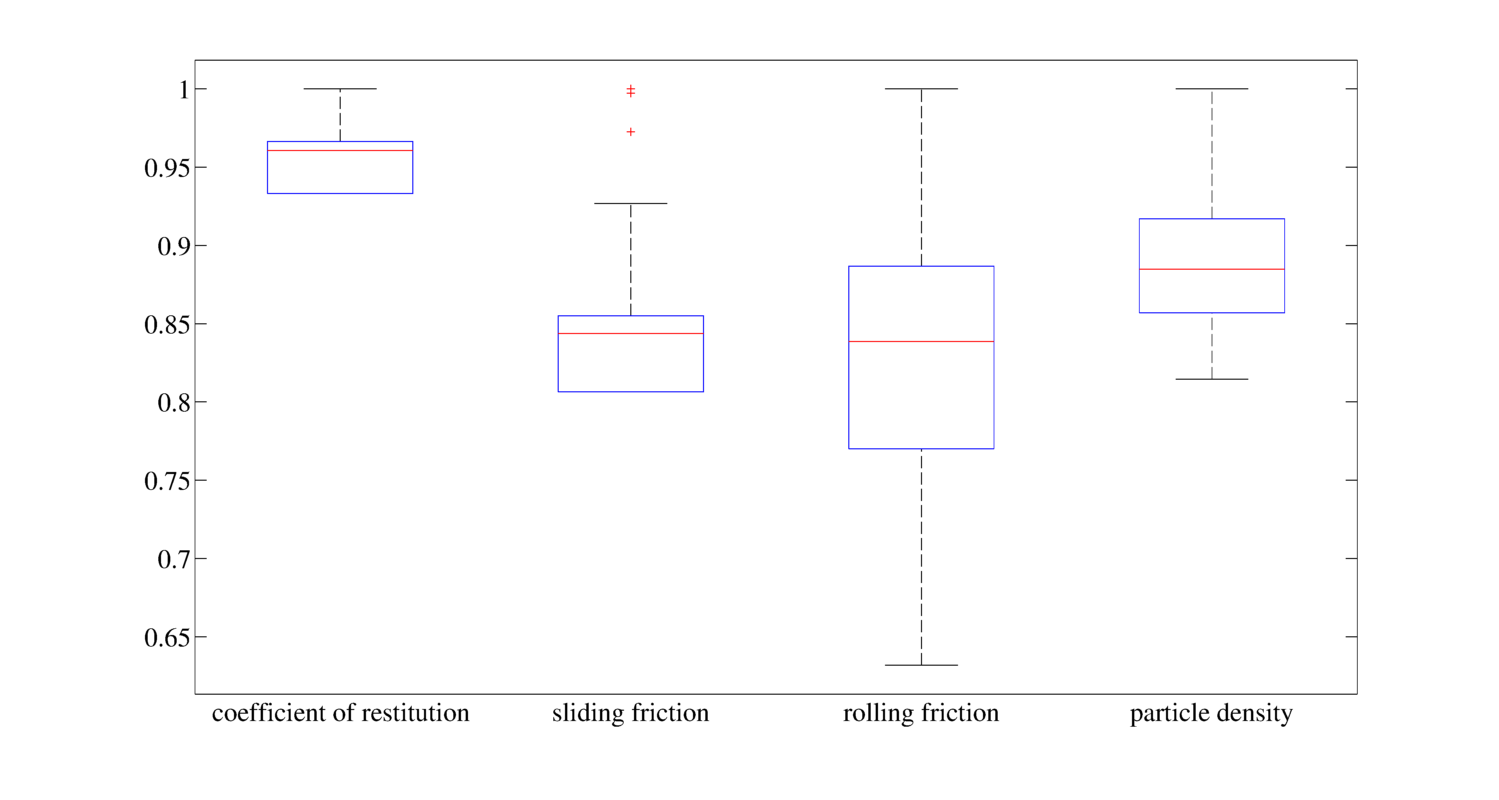 1
0.95
0.9
0.85
0.8
0.75
0.7
0.65
coefficient of restitution
sliding friction
rolling friction
particle density